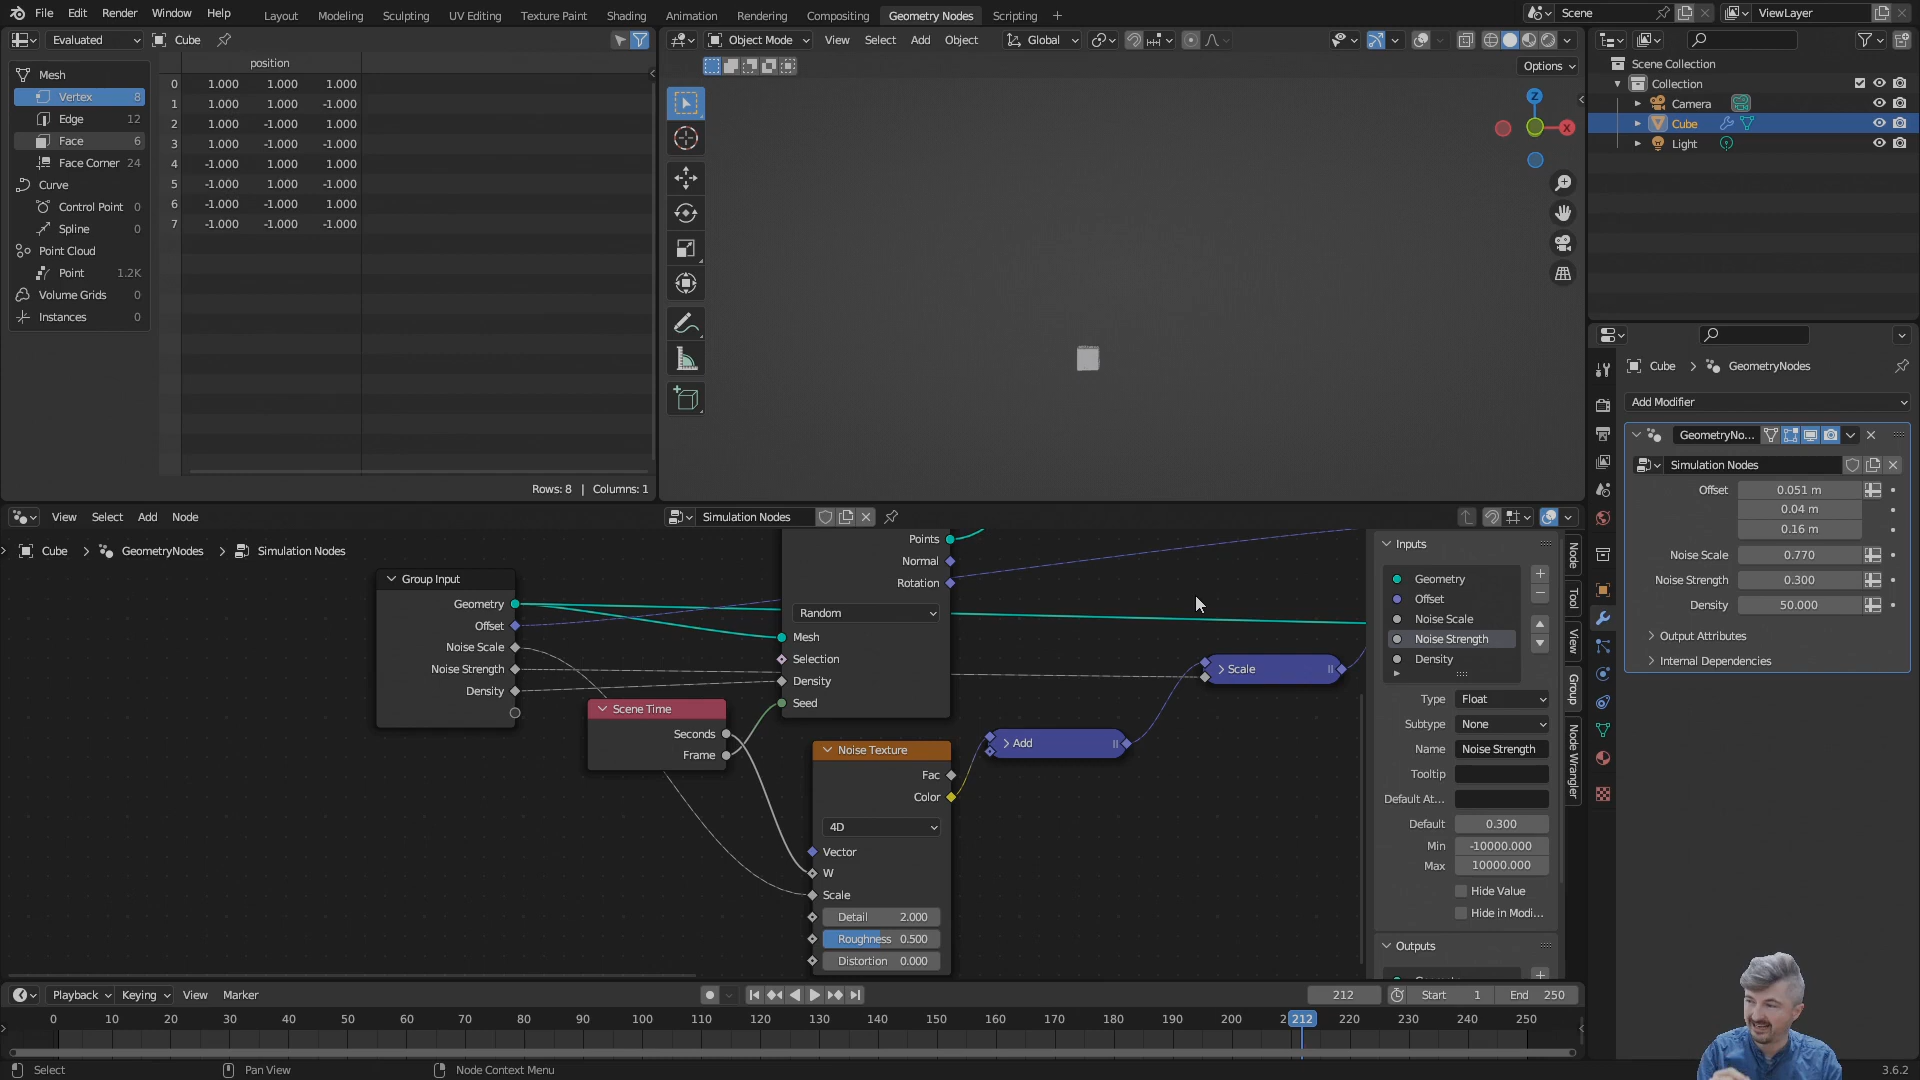 File Edit Render Window Help Layout Modeling Sculpting UV Editing Texture Paint Shading Animation Rendering Compositing Geometry Nodes Scripting + Scene ViewLayer
Evaluated Cube
Object Mode View Select Add Object Global
Options
position
Mesh
Vertex 8
Edge 12
Face 6
Face Corner 24
Curve
Control Point 0
Spline 0
Point Cloud
Point 1.2K
Volume Grids 0
Instances 0
0 1.000 1.000 1.000
1 1.000 1.000 -1.000
2 1.000 -1.000 1.000
3 1.000 -1.000 -1.000
4 -1.000 1.000 1.000
5 -1.000 1.000 -1.000
6 -1.000 -1.000 1.000
7 -1.000 -1.000 -1.000
Rows: 8 | Columns: 1
Z
X
Scene Collection
Collection
Camera
Cube
Light
Cube > GeometryNodes
Add Modifier
GeometryNo...
Simulation Nodes
Offset 0.051 m
0.04 m
0.16 m
Noise Scale 0.770
Noise Strength 0.300
Density 50.000
Output Attributes
Internal Dependencies
View Select Add Node Simulation Nodes
Cube > GeometryNodes > Simulation Nodes
Group Input
Geometry
Offset
Noise Scale
Noise Strength
Density
Scene Time
Seconds
Frame
Points
Normal
Rotation
Random
Mesh
Selection
Density
Seed
Noise Texture
Fac
Color
4D
Vector
W
Scale
Detail 2.000
Roughness 0.500
Distortion 0.000
Add
Scale
Inputs
Geometry
Offset
Noise Scale
Noise Strength
Density
Type Float
Subtype None
Name Noise Strength
Tooltip
Default At...
Default 0.300
Min -10000.000
Max 10000.000
Hide Value
Hide in Modi...
Outputs
Node
Tool
View
Group
Node Wrangler
Playback Keying View Marker 212 Start 1 End 250
0 10 20 30 40 50 60 70 80 90 100 110 120 130 140 150 160 170 180 190 200 2 212 220 230 240 250
Select Pan View Node Context Menu 3.6.2